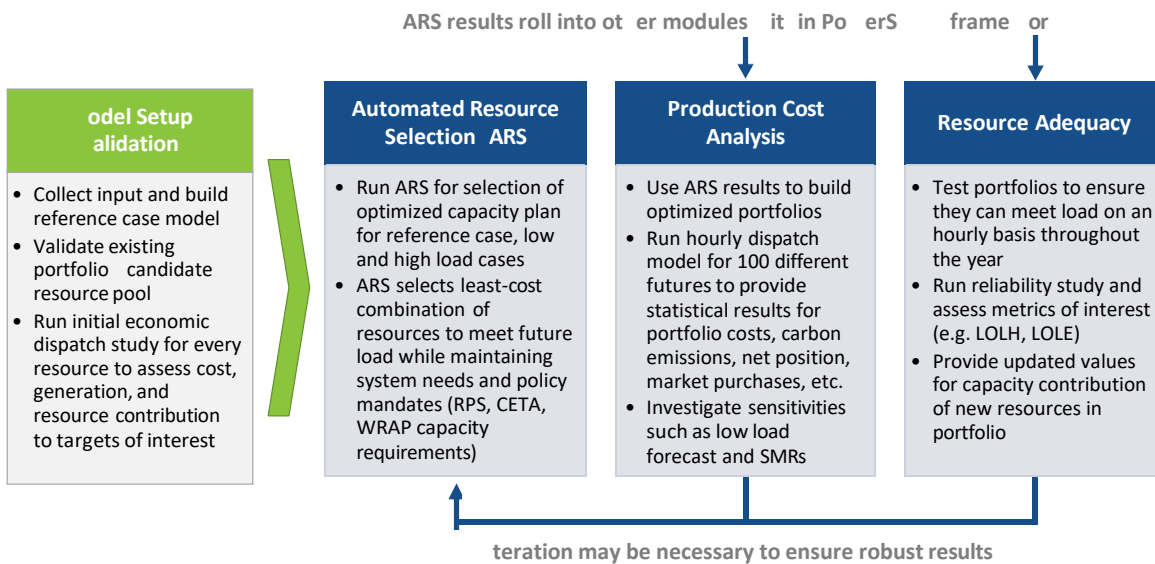 ARS results roll into ot er modules it in Po erS frame or
odel Setup
alidation
• Collect input and build
reference case model
• Validate existing
portfolio candidate
resource pool
• Run initial economic
dispatch study for every
resource to assess cost,
generation, and
resource contribution
to targets of interest
Automated Resource
Selection ARS
• Run ARS for selection of
optimized capacity plan
for reference case, low
and high load cases
• ARS selects least-cost
combination of
resources to meet future
load while maintaining
system needs and policy
mandates (RPS, CETA,
WRAP capacity
requirements)
Production Cost
Analysis
• Use ARS results to build
optimized portfolios
• Run hourly dispatch
model for 100 different
futures to provide
statistical results for
portfolio costs, carbon
emissions, net position,
market purchases, etc.
• Investigate sensitivities
such as low load
forecast and SMRs
Resource Adequacy
• Test portfolios to ensure
they can meet load on an
hourly basis throughout
the year
• Run reliability study and
assess metrics of interest
(e.g. LOLH, LOLE)
• Provide updated values
for capacity contribution
of new resources in
portfolio
teration may be necessary to ensure robust results